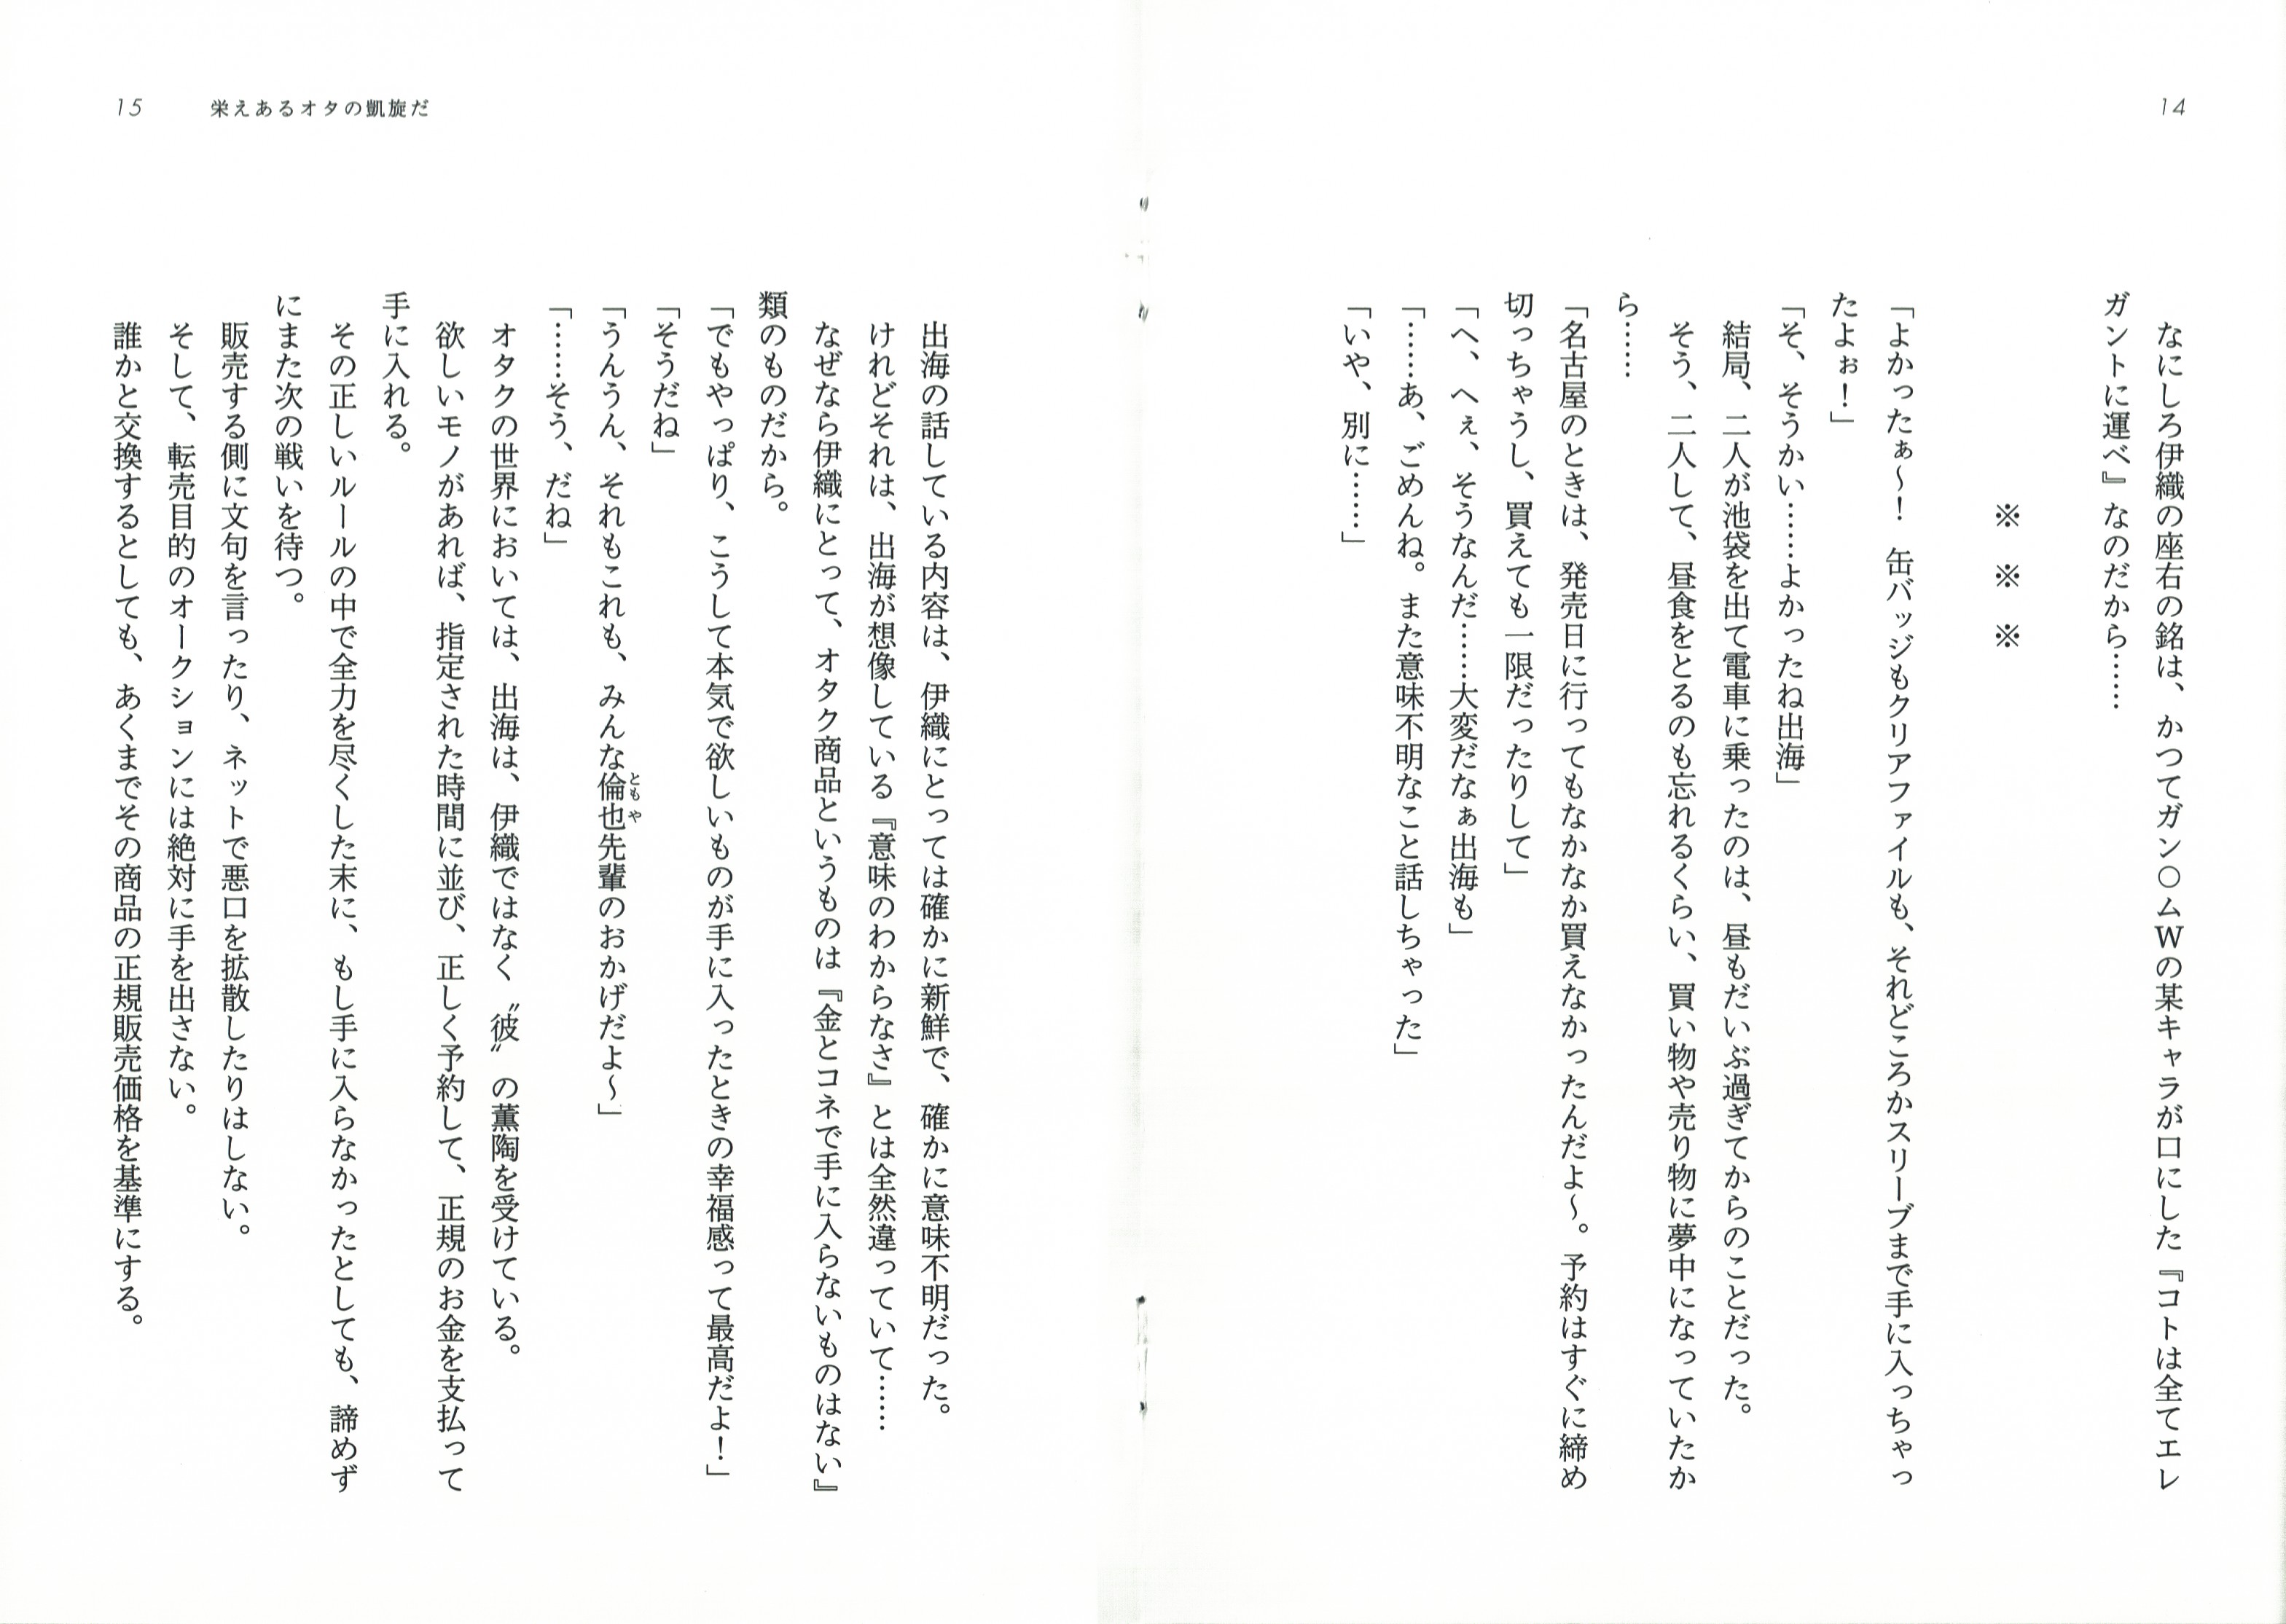 14
なにしろ伊織の座右の銘は、かつてガン○ムWの某キャラが口にした『コトは全てエレ
ガントに運べ』なのだから……
※　※　※
「よかったぁ〜！　缶バッジもクリアファイルも、それどころかスリーブまで手に入っちゃっ
たよぉ！」
「そ、そうかい……よかったね出海」
結局、二人が池袋を出て電車に乗ったのは、昼もだいぶ過ぎてからのことだった。
そう、二人して、昼食をとるのも忘れるくらい、買い物や売り物に夢中になっていたか
ら……
「名古屋のときは、発売日に行ってもなかなか買えなかったんだよ〜。予約はすぐに締め
切っちゃうし、買えても一限だったりして」
「へ、へぇ、そうなんだ……大変だなぁ出海も」
「……あ、ごめんね。また意味不明なこと話しちゃった」
「いや、別に……」
15
栄えあるオタの凱旋だ
出海の話している内容は、伊織にとっては確かに新鮮で、確かに意味不明だった。
けれどそれは、出海が想像している『意味のわからなさ』とは全然違っていて……
なぜなら伊織にとって、オタク商品というものは『金とコネで手に入らないものはない』
類のものだから。
「でもやっぱり、こうして本気で欲しいものが手に入ったときの幸福感って最高だよ！」
「そうだね」
「うんうん、それもこれも、みんな倫也先輩のおかげだよ〜」
ともや
「……そう、だね」
オタクの世界においては、出海は、伊織ではなく〝彼〟の薫陶を受けている。
欲しいモノがあれば、指定された時間に並び、正しく予約して、正規のお金を支払って
手に入れる。
その正しいルールの中で全力を尽くした末に、もし手に入らなかったとしても、諦めず
にまた次の戦いを待つ。
販売する側に文句を言ったり、ネットで悪口を拡散したりはしない。
そして、転売目的のオークションには絶対に手を出さない。
誰かと交換するとしても、あくまでその商品の正規販売価格を基準にする。